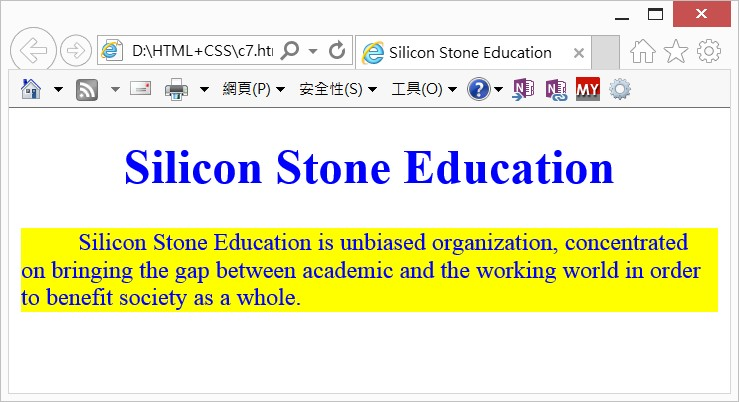 D:\HTML+CSS\c7.htm
Silicon Stone Education
網頁(P) 安全性(S) 工具(O) MY
Silicon Stone Education
Silicon Stone Education is unbiased organization, concentrated
on bringing the gap between academic and the working world in order
to benefit society as a whole.